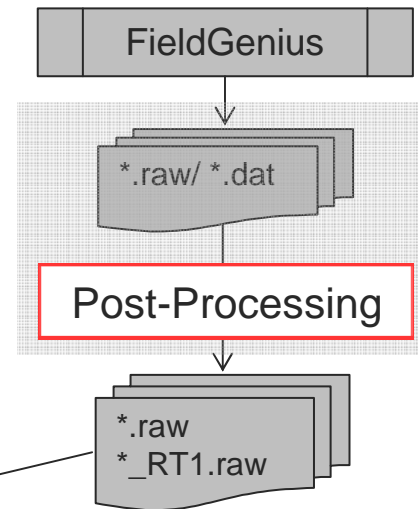 FieldGenius
*.raw/ *.dat
Post-Processing
*.raw
*_RT1.raw